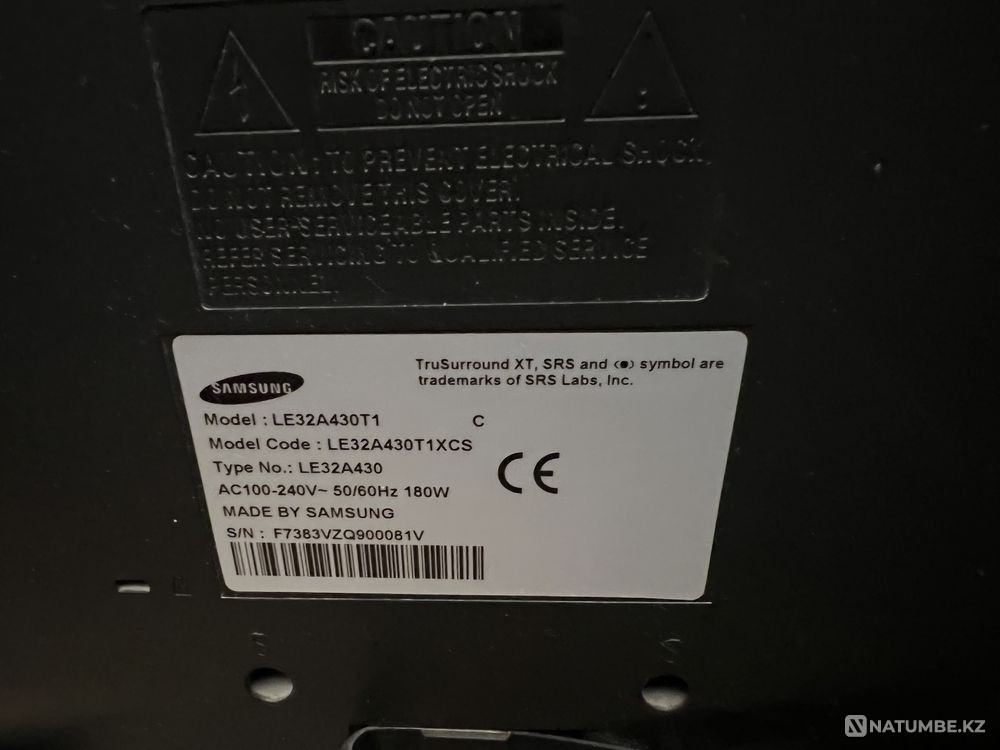 CAUTION
RISK OF ELECTRIC SHOCK
DO NOT OPEN
CAUTION: TO PREVENT ELECTRICAL SHOCK,
DO NOT REMOVE THIS COVER.
NO USER-SERVICEABLE PARTS INSIDE.
REFER SERVICING TO QUALIFIED SERVICE
PERSONNEL.
TruSurround XT, SRS and (●) symbol are
trademarks of SRS Labs, Inc.
SAMSUNG
Model : LE32A430T1 C
Model Code : LE32A430T1XCS
Type No.: LE32A430
AC100-240V~ 50/60Hz 180W
MADE BY SAMSUNG
S/N : F7383VZQ900081V
CE
NATUMBE.KZ